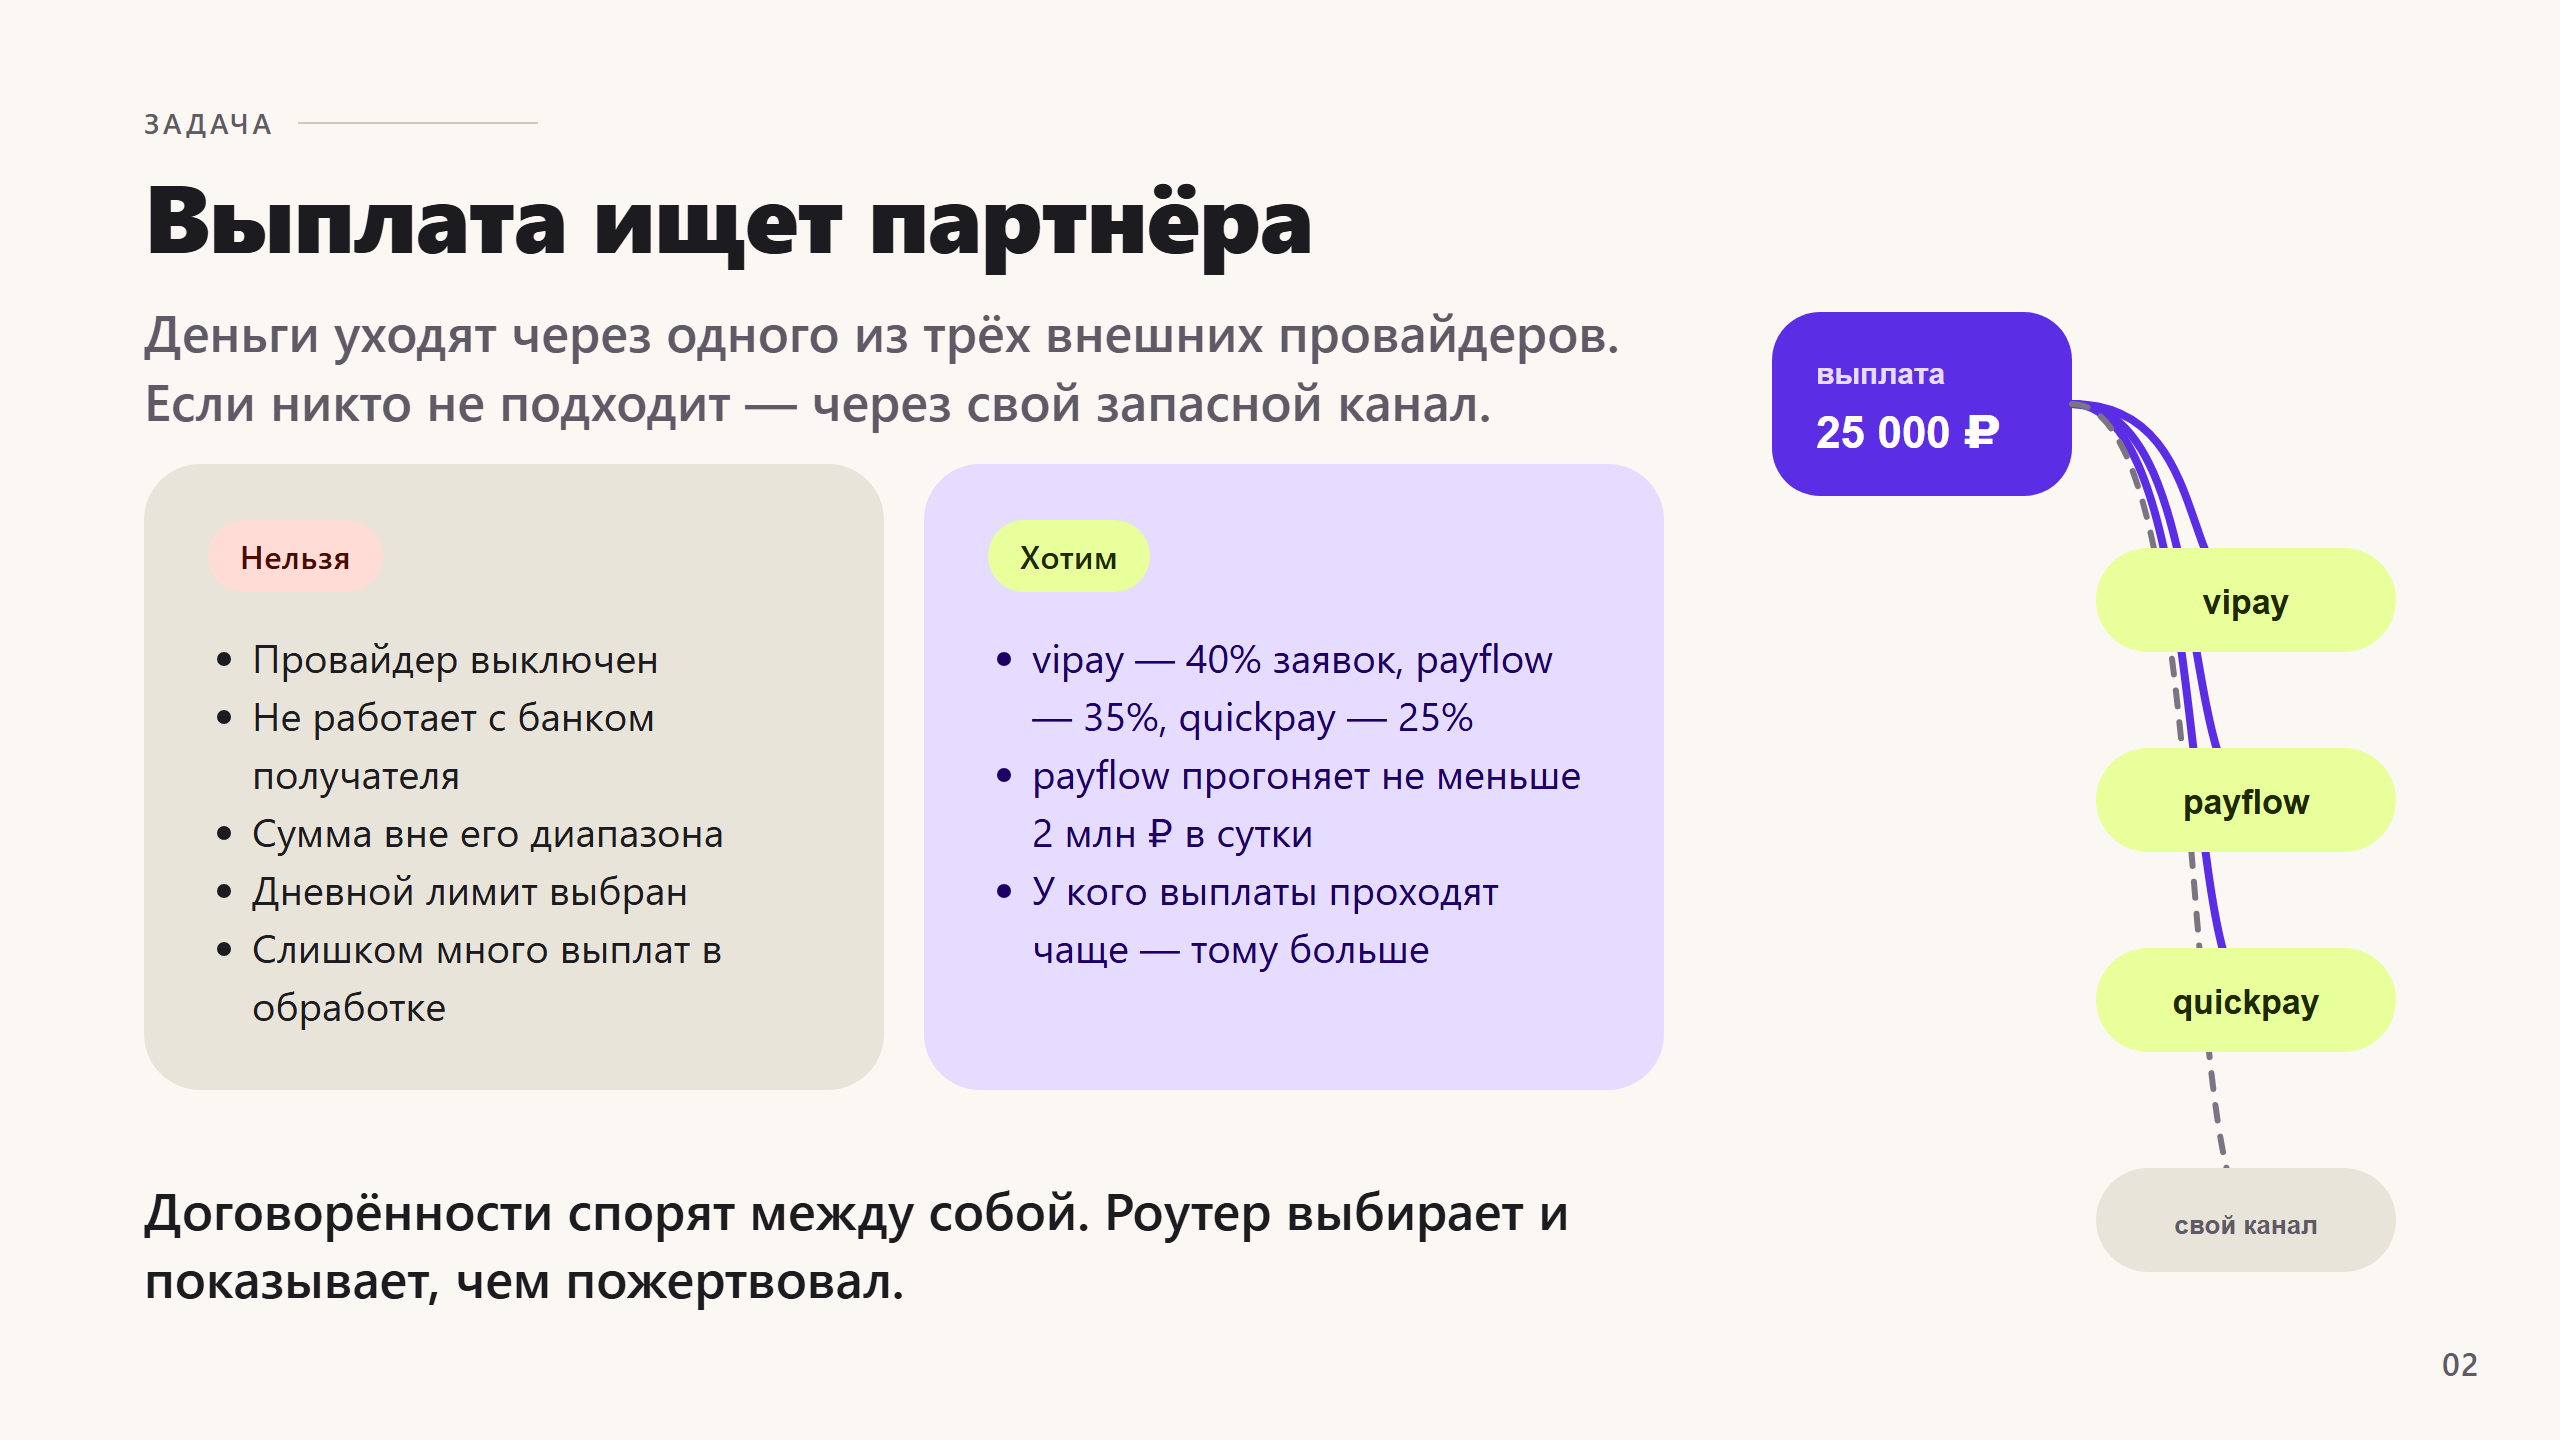 ЗАДАЧА
Выплата ищет партнёра
Деньги уходят через одного из трёх внешних провайдеров.
Если никто не подходит — через свой запасной канал.
Нельзя
• Провайдер выключен
• Не работает с банком
получателя
• Сумма вне его диапазона
• Дневной лимит выбран
• Слишком много выплат в
обработке
Хотим
• vipay — 40% заявок, payflow
— 35%, quickpay — 25%
• payflow прогоняет не меньше
2 млн ₽ в сутки
• У кого выплаты проходят
чаще — тому больше
Договорённости спорят между собой. Роутер выбирает и
показывает, чем пожертвовал.
выплата
25 000 ₽
vipay
payflow
quickpay
свой канал
02